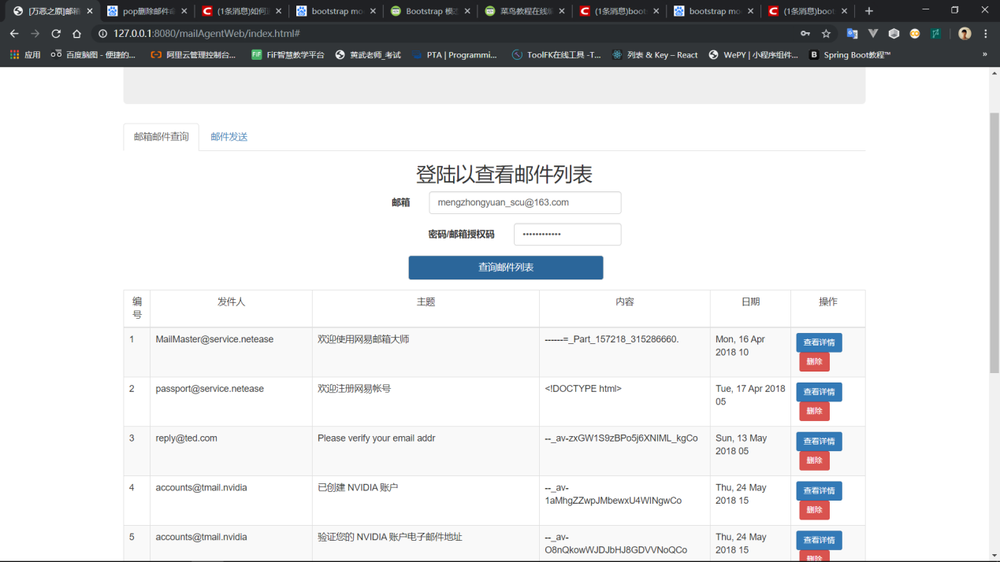 [万恶之原]邮箱
pop删除邮件命
(1条消息)如何
bootstrap mo
Bootstrap 模态
菜鸟教程在线编
(1条消息)boot
bootstrap mo
(1条消息)boot
127.0.0.1:8080/mailAgentWeb/index.html#
应用
百度脑图 - 便捷的...
阿里云管理控制台...
FiF智慧教学平台
黄武老师_考试
PTA | Programmi...
ToolFK在线工具 -T...
列表 & Key – React
WePY | 小程序组件...
Spring Boot教程™
»
邮箱邮件查询
邮件发送
登陆以查看邮件列表
邮箱
mengzhongyuan_scu@163.com
密码/邮箱授权码
••••••••••••
查询邮件列表
编号 发件人 主题 内容 日期 操作
1 MailMaster@service.netease 欢迎使用网易邮箱大师 ------=_Part_157218_315286660. Mon, 16 Apr 2018 10 查看详情 删除
2 passport@service.netease 欢迎注册网易帐号 <!DOCTYPE html> Tue, 17 Apr 2018 05 查看详情 删除
3 reply@ted.com Please verify your email addr --_av-zxGW1S9zBPo5j6XNIML_kgCo Sun, 13 May 2018 05 查看详情 删除
4 accounts@tmail.nvidia 已创建 NVIDIA 账户 --_av-1aMhgZZwpJMbewxU4WINgwCo Thu, 24 May 2018 15 查看详情 删除
5 accounts@tmail.nvidia 验证您的 NVIDIA 账户电子邮件地址 --_av-O8nQkowWJDJbHJ8GDVVNoQCo Thu, 24 May 2018 15 查看详情 删除